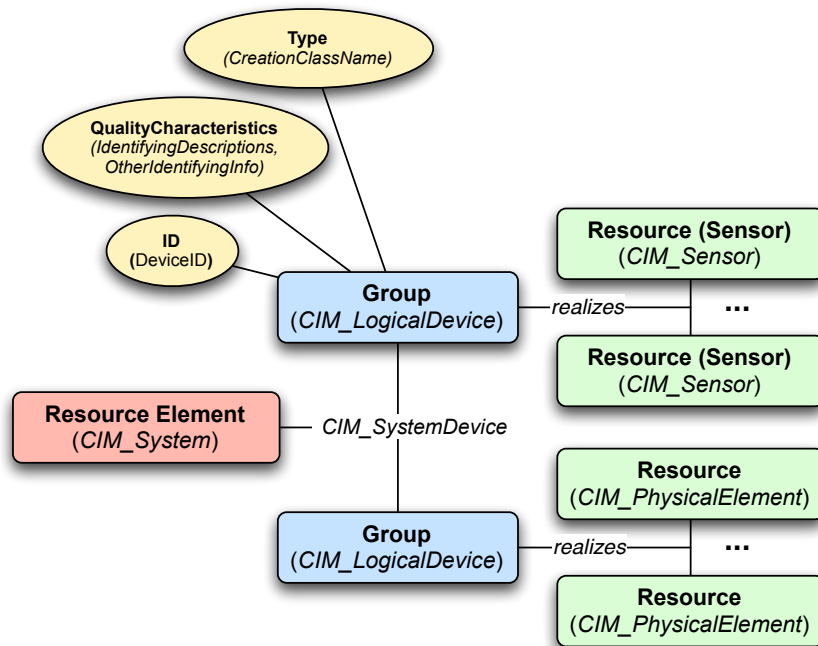 Type
(CreationClassName)
QualityCharacteristics
(IdentifyingDescriptions,
OtherIdentifyingInfo)
ID
(DeviceID)
Group
(CIM_LogicalDevice)
realizes
Resource (Sensor)
(CIM_Sensor)
...
Resource (Sensor)
(CIM_Sensor)
Resource Element
(CIM_System)
CIM_SystemDevice
Group
(CIM_LogicalDevice)
realizes
Resource
(CIM_PhysicalElement)
...
Resource
(CIM_PhysicalElement)